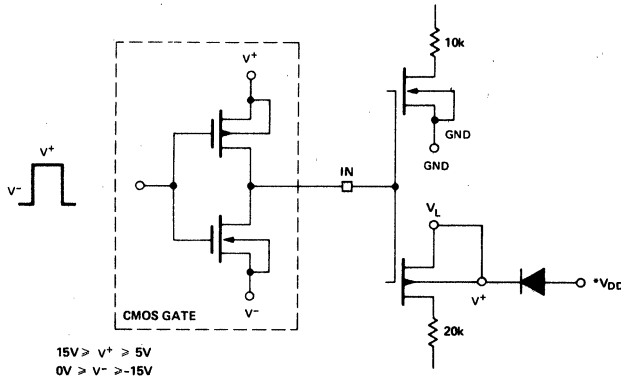 10k
V+
GND
GND
V+
V−
IN
VL
*VDD
V+
V−
CMOS GATE
20k
15V ⩾ V+ ⩾ 5V
0V ⩾ V− ⩾ -15V